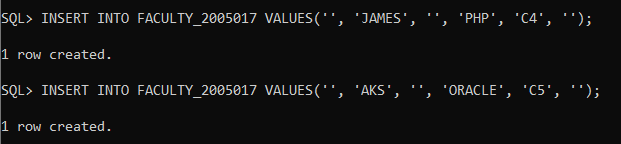 SQL> INSERT INTO FACULTY_2005017 VALUES('', 'JAMES', '', 'PHP', 'C4', '');
1 row created.
SQL> INSERT INTO FACULTY_2005017 VALUES('', 'AKS', '', 'ORACLE', 'C5', '');
1 row created.